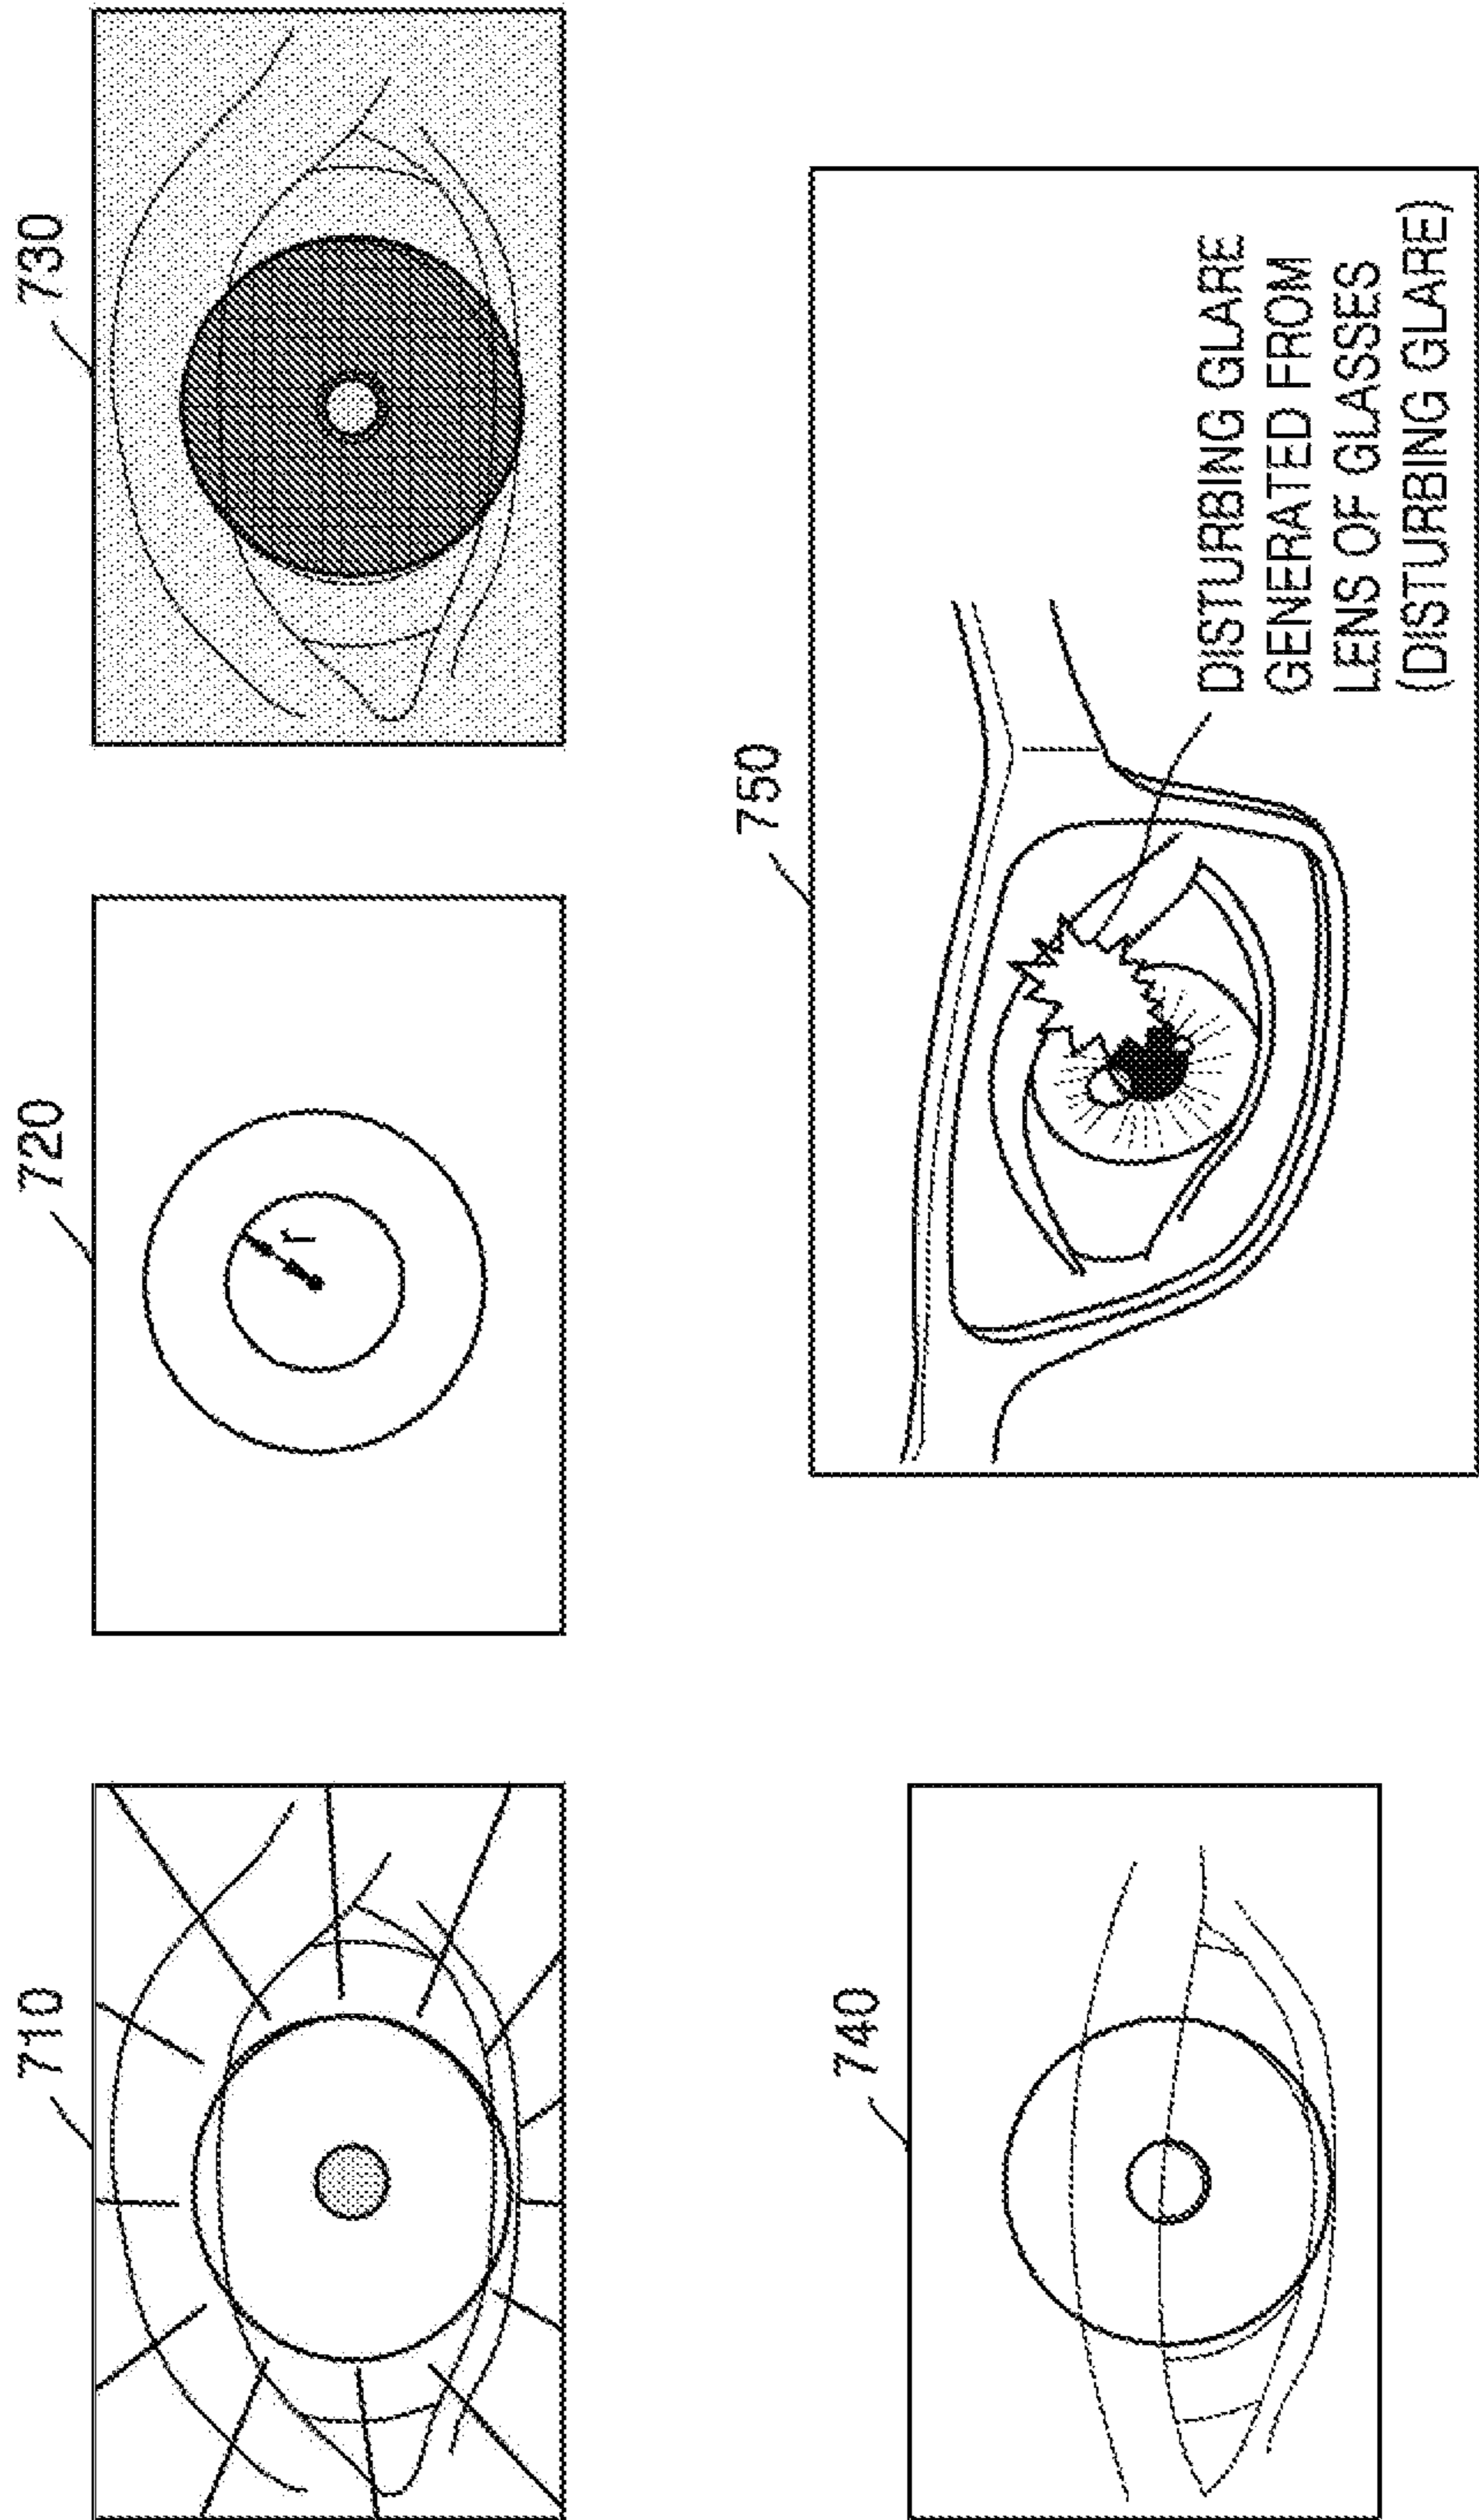 710
720
r
730
740
750
DISTURBING GLARE
GENERATED FROM
LENS OF GLASSES
(DISTURBING GLARE)